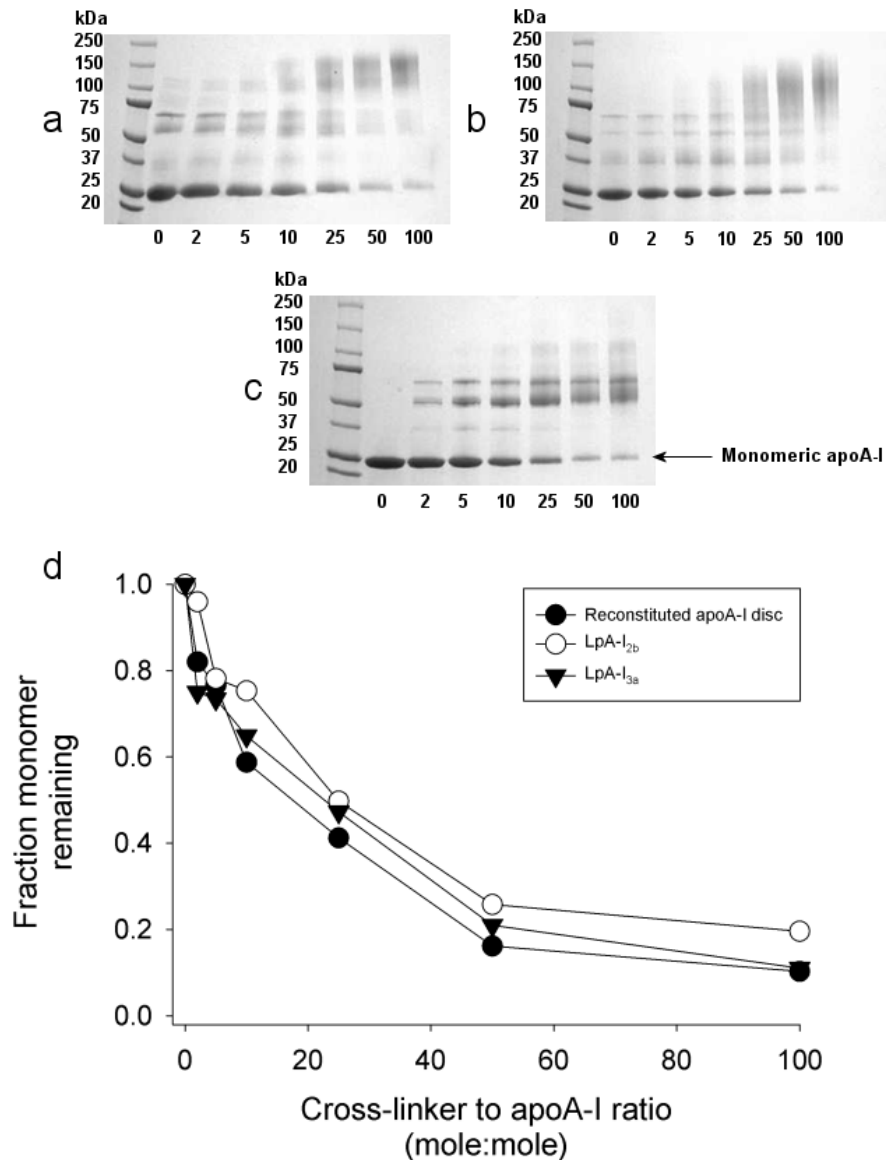 kDa
250
150
100
75
50
37
25
20
a
0 2 5 10 25 50 100
kDa
250
150
100
75
50
37
25
20
b
0 2 5 10 25 50 100
kDa
250
150
100
75
50
37
25
20
c
Monomeric apoA-I
0 2 5 10 25 50 100
d
1.0
0.8
0.6
0.4
0.2
0.0
Fraction monomer
remaining
Reconstituted apoA-I disc
LpA-I2b
LpA-I3a
0 20 40 60 80 100
Cross-linker to apoA-I ratio
(mole:mole)